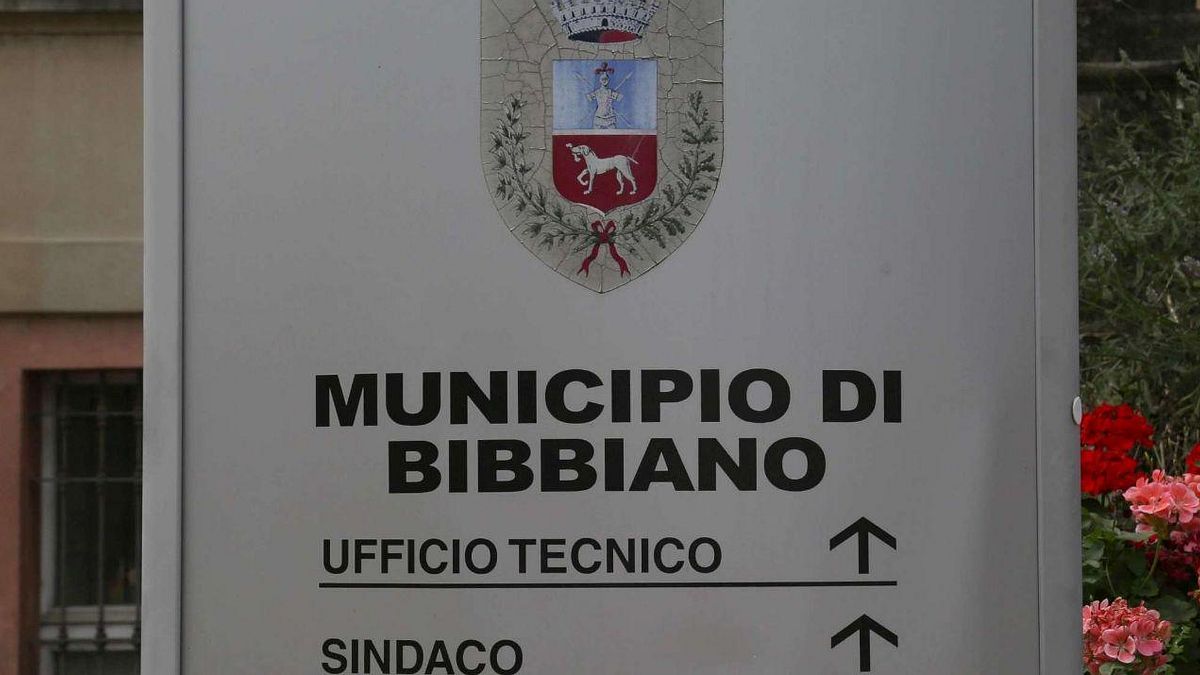 MUNICIPIO DI
BIBBIANO
UFFICIO TECNICO
SINDACO